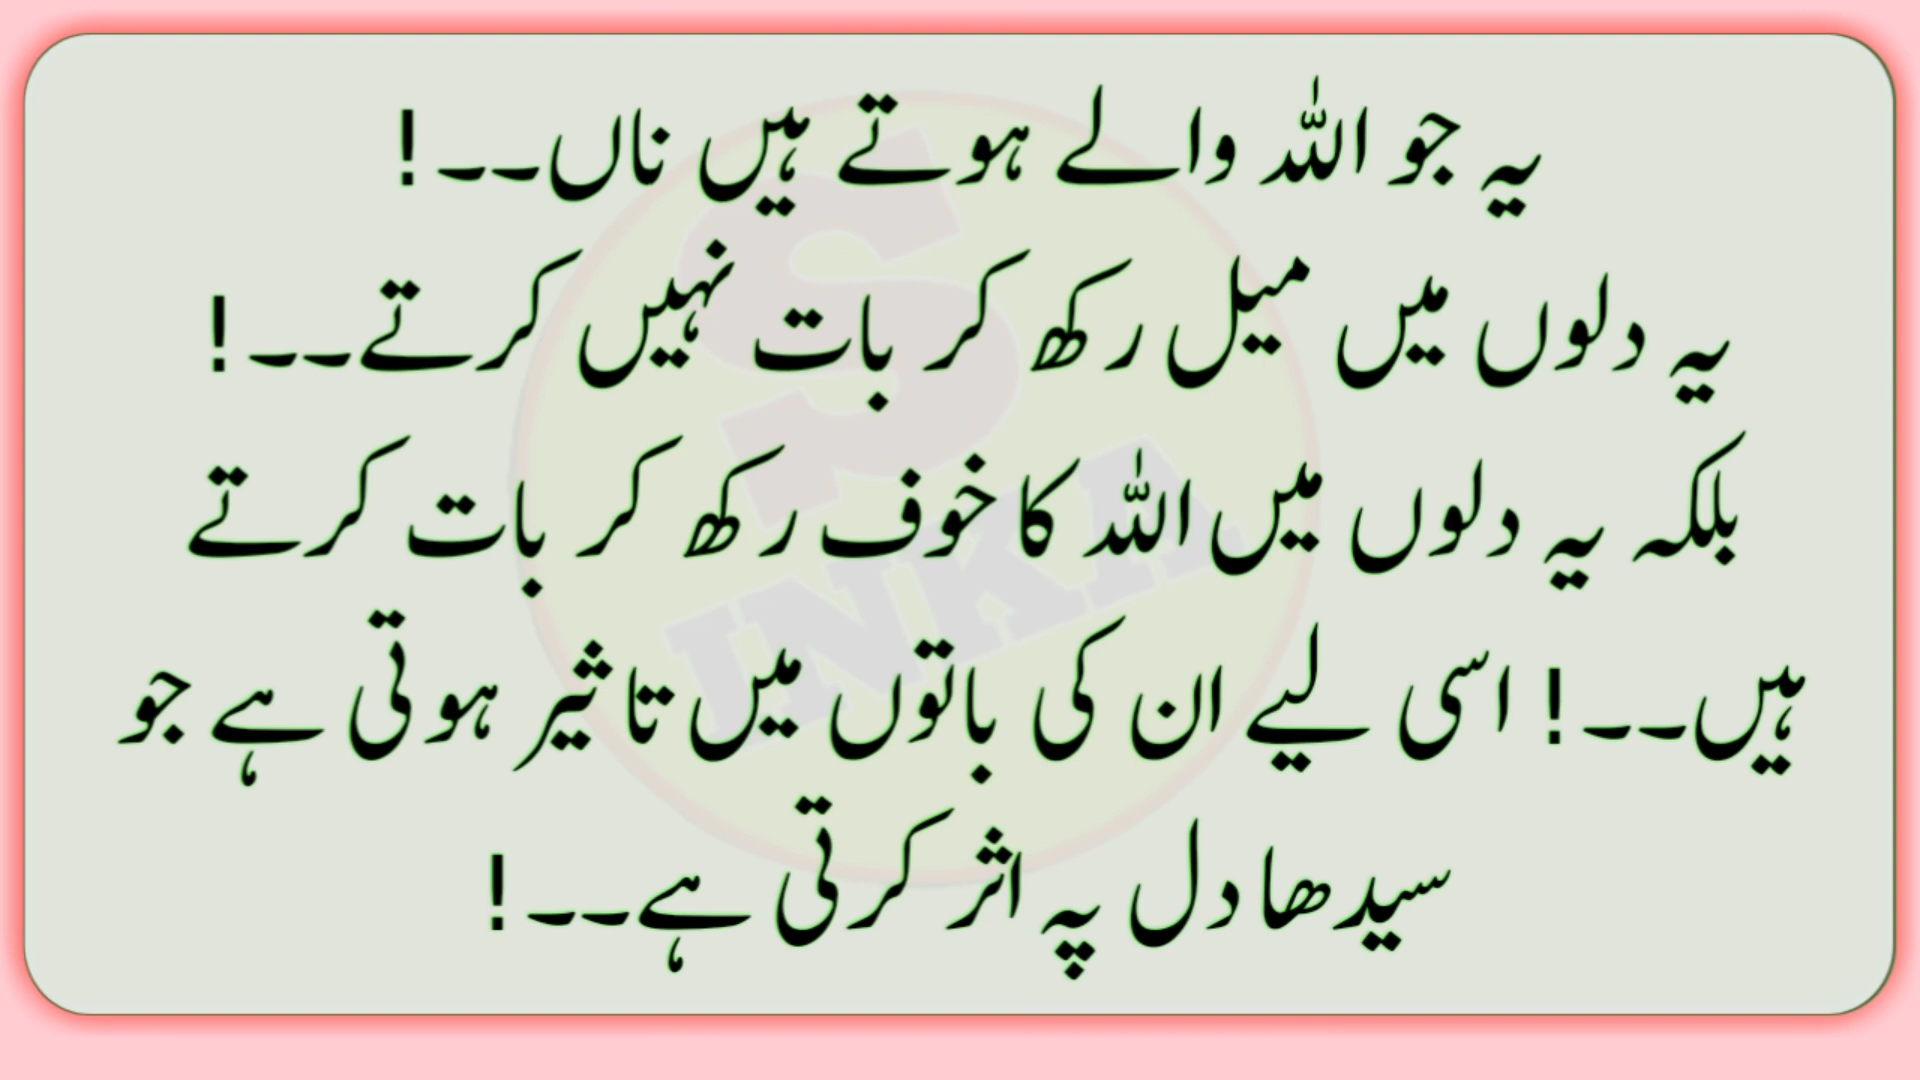 یہ جو اللہ والے ہوتے ہیں ناں۔۔!
یہ دلوں میں میل رکھ کر بات نہیں کرتے۔۔!
بلکہ یہ دلوں میں اللہ کا خوف رکھ کر بات کرتے
ہیں۔۔! اسی لیے ان کی باتوں میں تاثیر ہوتی ہے جو
سیدھا دل پہ اثر کرتی ہے۔۔!
S
INKA